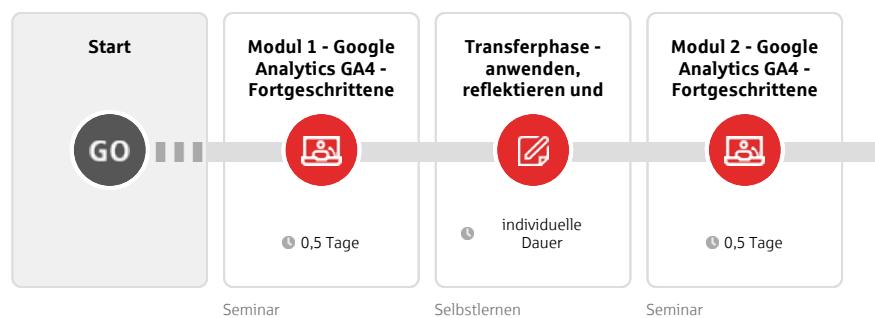 Start
GO
Modul 1 - Google
Analytics GA4 -
Fortgeschrittene
0,5 Tage
Seminar
Transferphase -
anwenden,
reflektieren und
individuelle
Dauer
Selbstlernen
Modul 2 - Google
Analytics GA4 -
Fortgeschrittene
0,5 Tage
Seminar